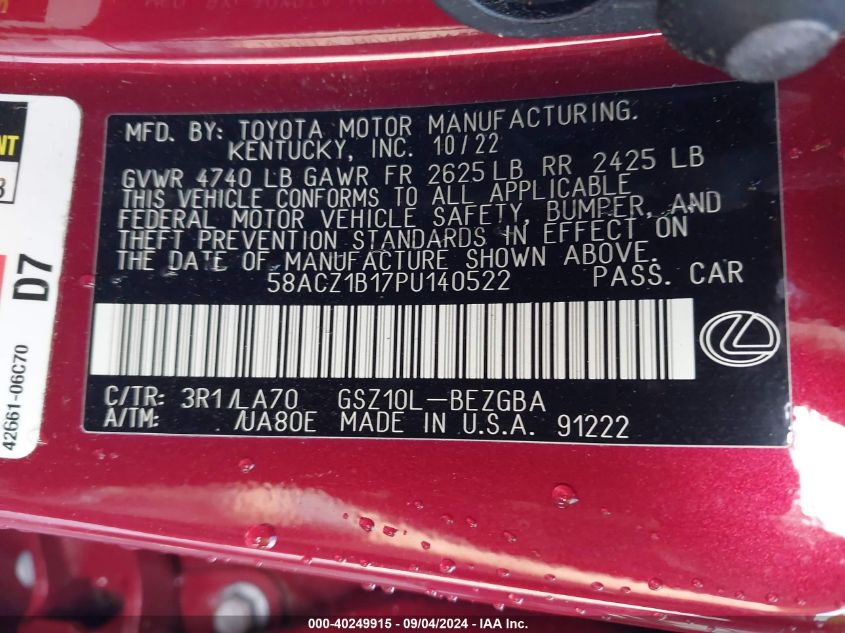 MFD. BY: TOYOTA MOTOR MANUFACTURING.
KENTUCKY, INC. 10/22
GVWR 4740 LB GAWR FR 2625 LB RR 2425 LB
THIS VEHICLE CONFORMS TO ALL APPLICABLE
FEDERAL MOTOR VEHICLE SAFETY, BUMPER, AND
THEFT PREVENTION STANDARDS IN EFFECT ON
THE DATE OF MANUFACTURE SHOWN ABOVE.
58ACZ1B17PU140522 PASS. CAR
C/TR: 3R1/LA70 GSZ10L-BEZGBA
A/TM: /UA80E MADE IN U.S.A. 91222
D7
42661-06C70
000-40249915 - 09/04/2024 - IAA Inc.